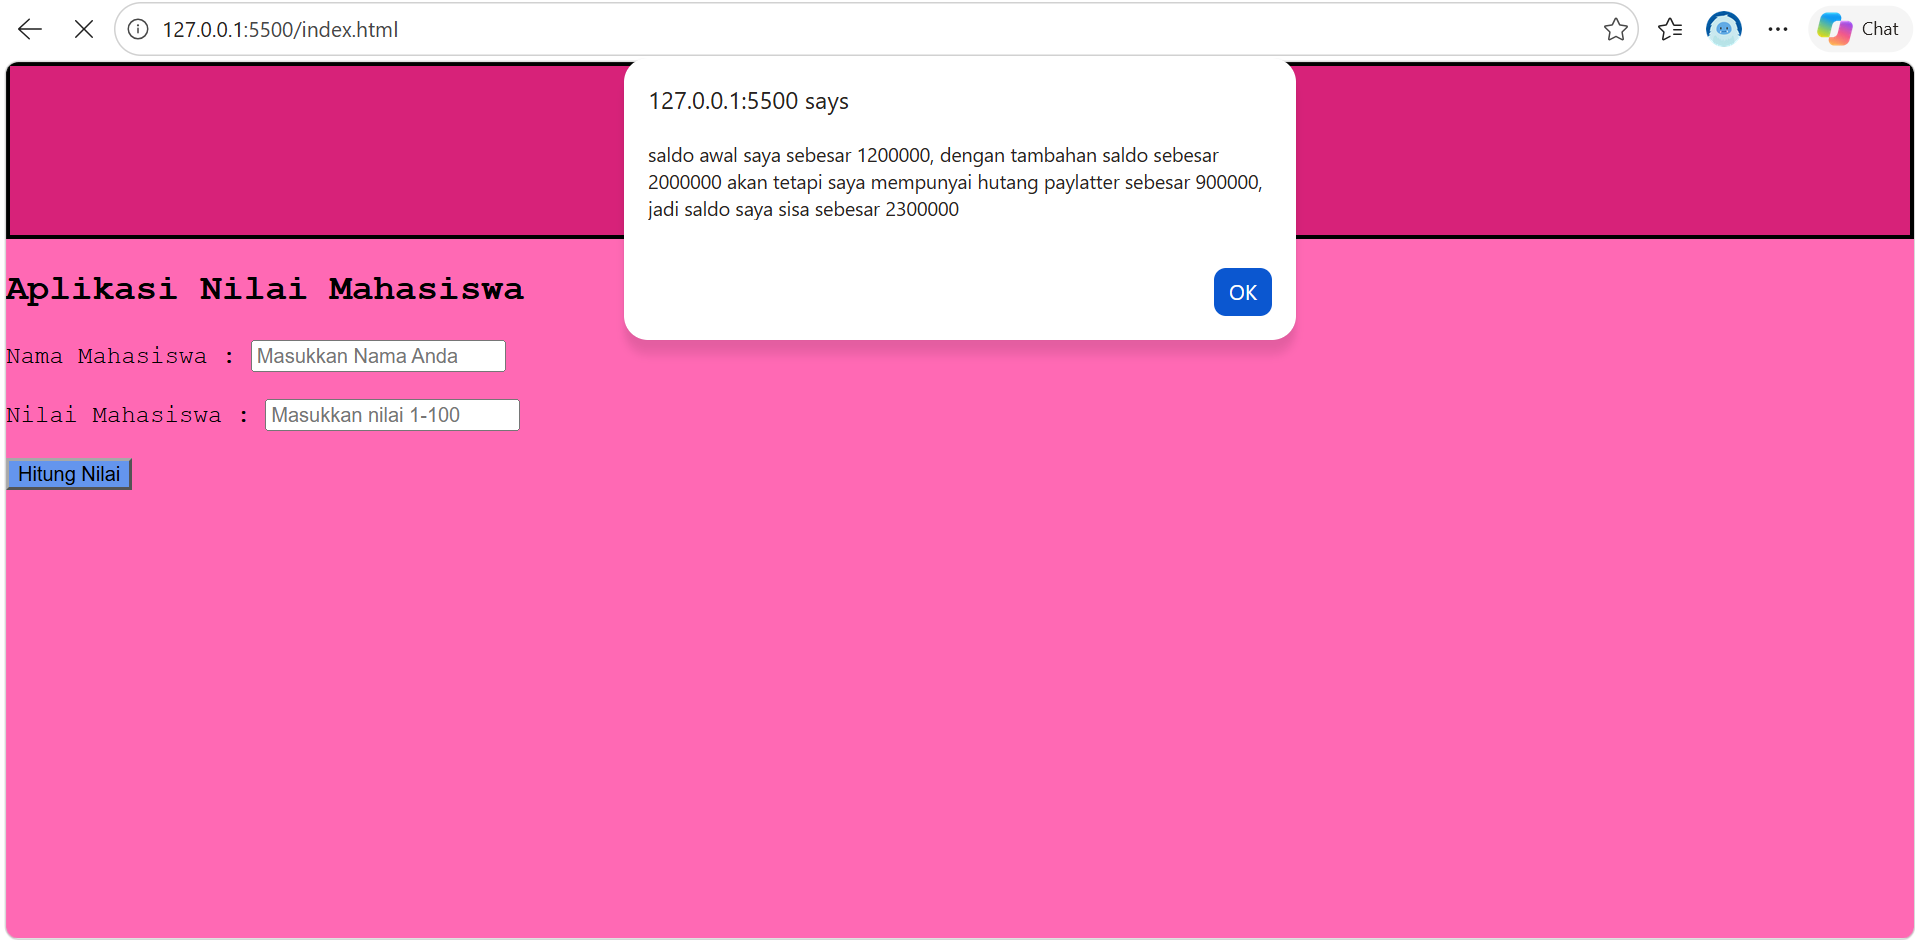 127.0.0.1:5500/index.html
Chat
127.0.0.1:5500 says
saldo awal saya sebesar 1200000, dengan tambahan saldo sebesar
2000000 akan tetapi saya mempunyai hutang paylatter sebesar 900000,
jadi saldo saya sisa sebesar 2300000
OK
Aplikasi Nilai Mahasiswa
Nama Mahasiswa : Masukkan Nama Anda
Nilai Mahasiswa : Masukkan nilai 1-100
Hitung Nilai